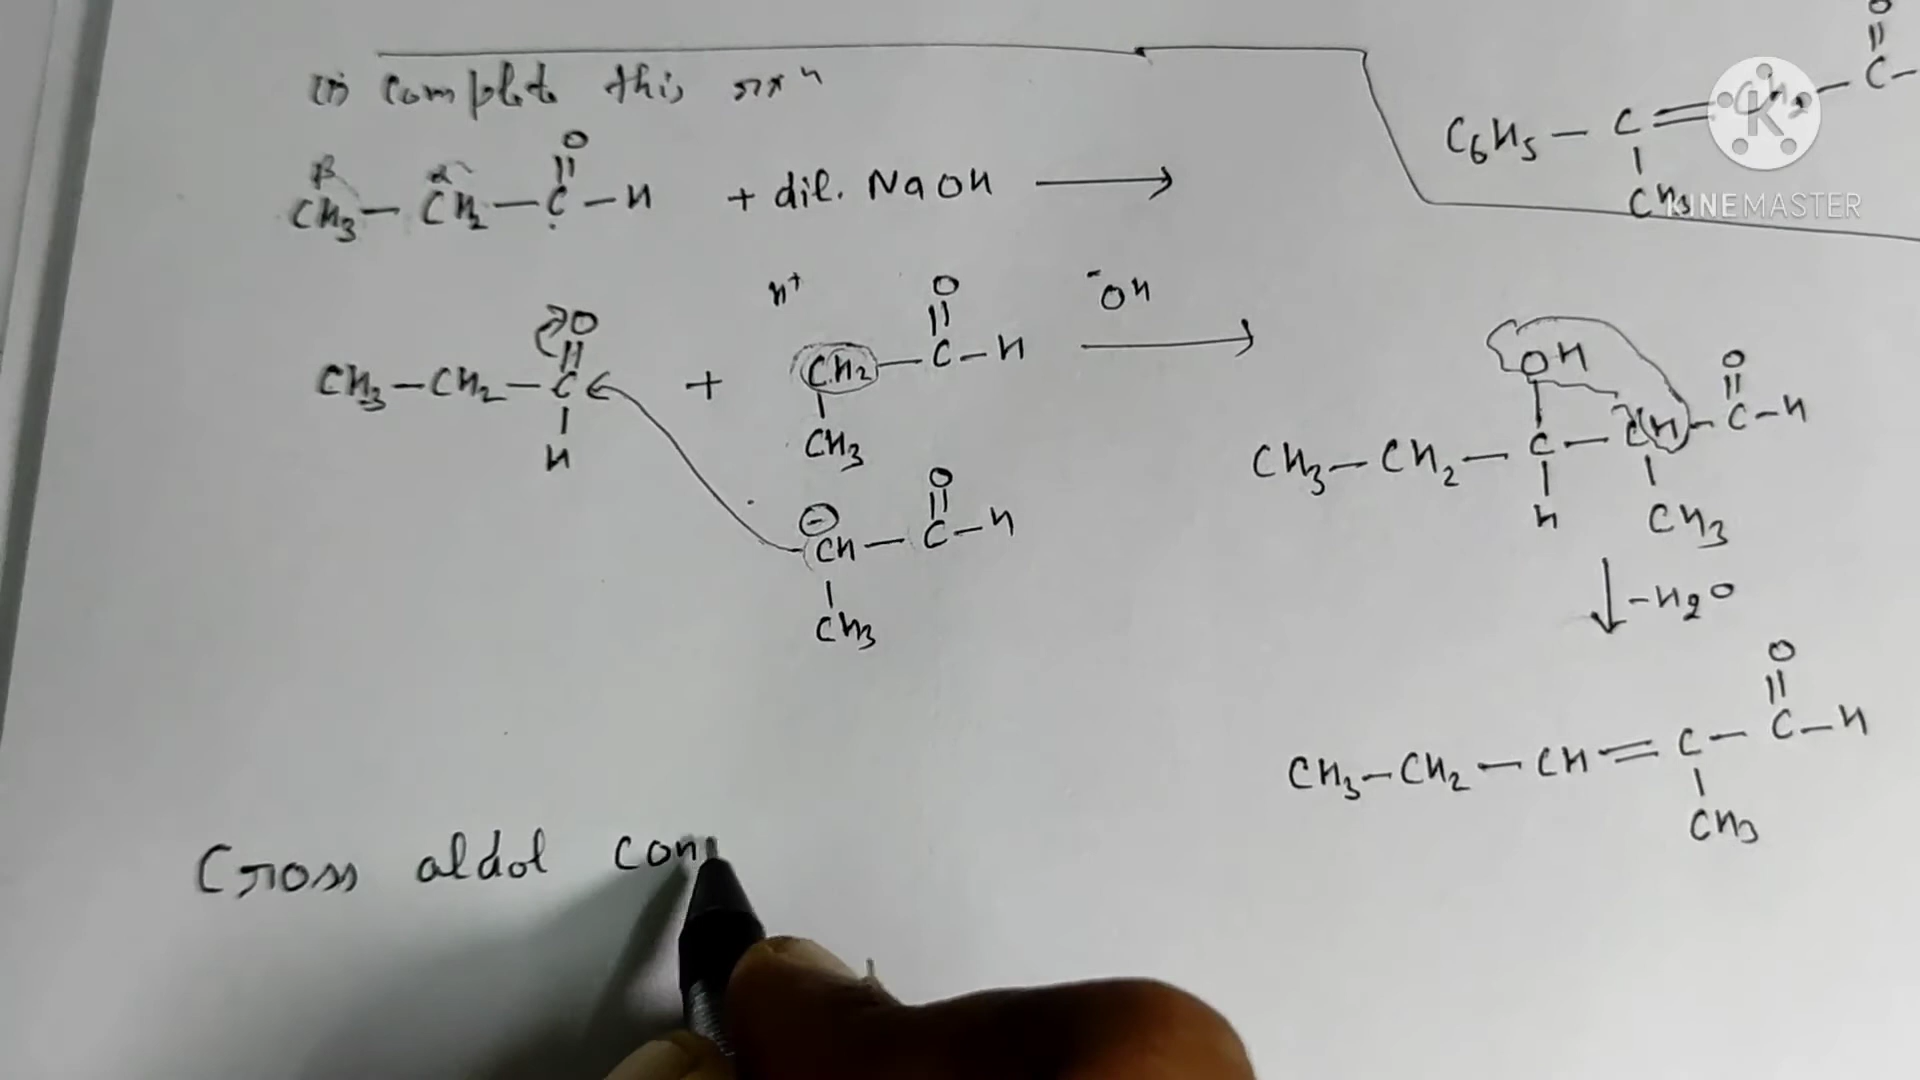 (i) Complete this rxn
β α O
CH3 — CH2 — C — H + dil. NaOH ⟶
O
C6H5 — C = CH2 — C —
CH3
KINEMASTER
O H+ O -OH
CH3 — CH2 — C + CH2 — C — H ⟶
H CH3
⊖ O
CH — C — H
CH3
OH O
CH3 — CH2 — C — CH — C — H
H CH3
↓ -H2O
O
CH3 — CH2 — CH = C — C — H
CH3
Cross aldol con